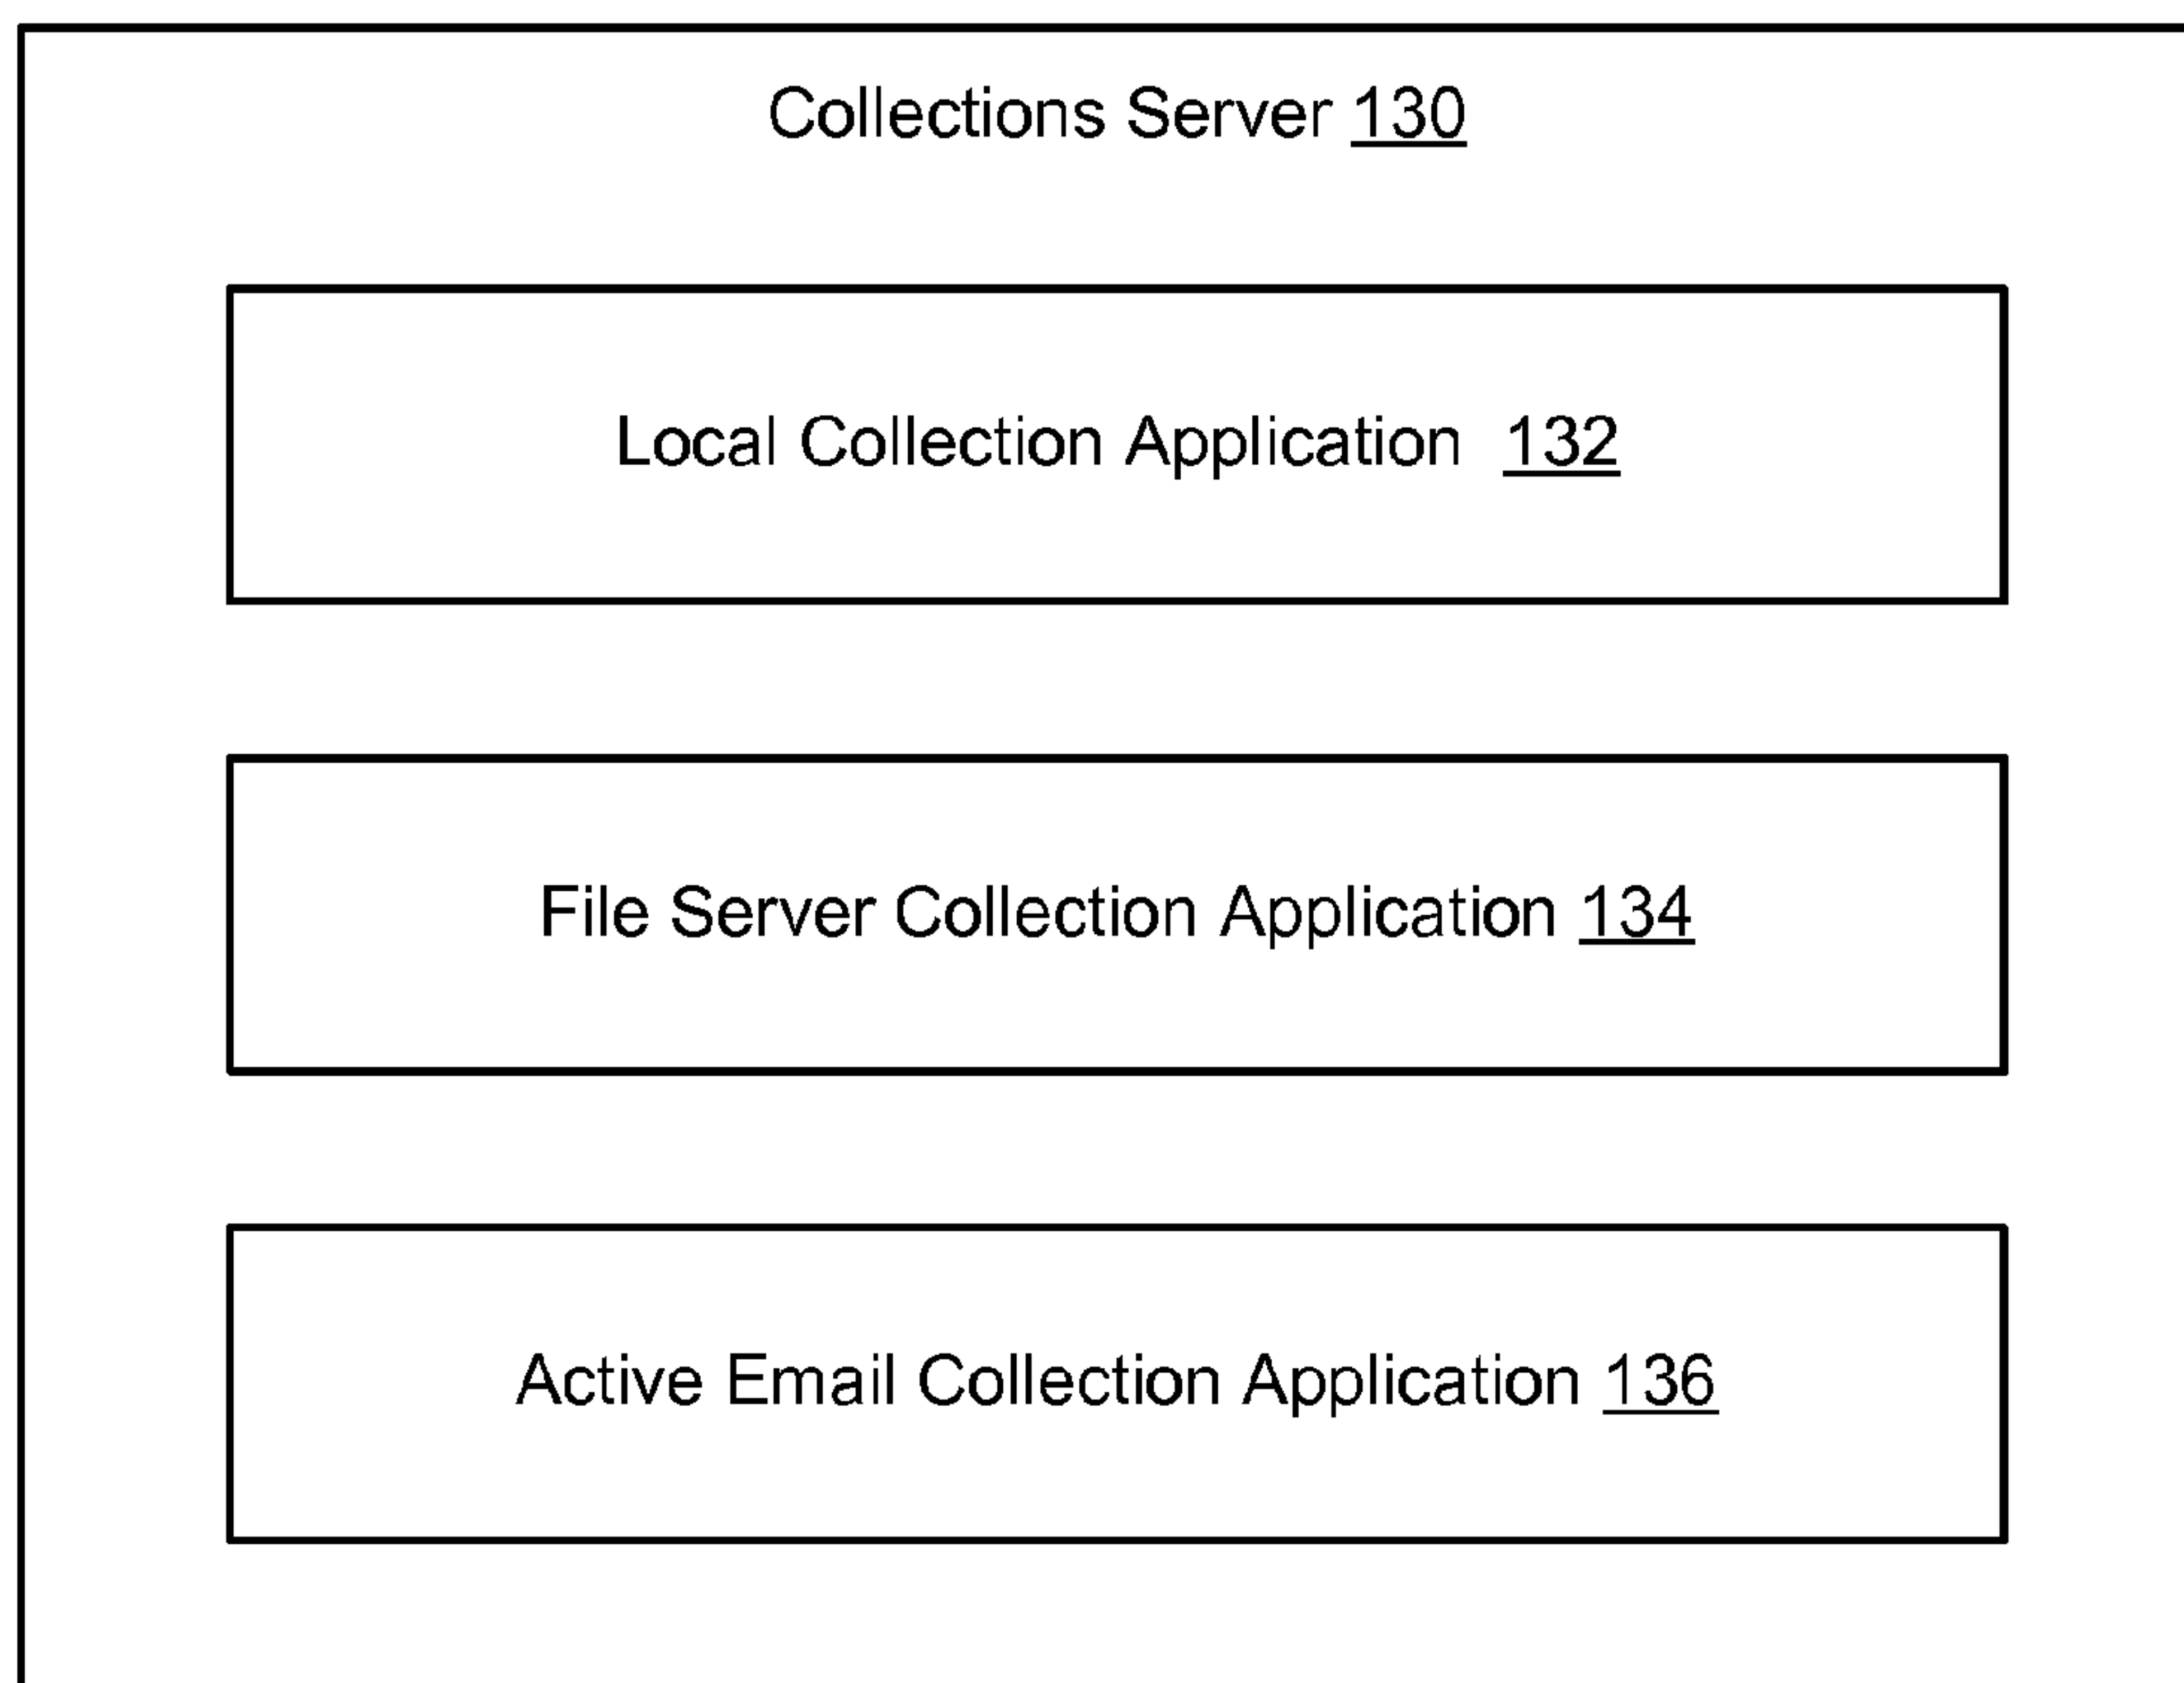 Collections Server 130
Local Collection Application 132
File Server Collection Application 134
Active Email Collection Application 136